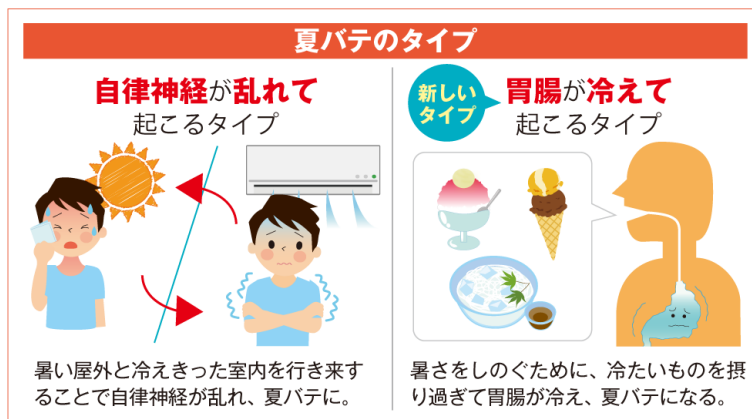 夏バテのタイプ
自律神経が乱れて
起こるタイプ
暑い屋外と冷えきった室内を行き来す
ることで自律神経が乱れ、夏バテに。
新しい
タイプ
胃腸が冷えて
起こるタイプ
暑さをしのぐために、冷たいものを摂
り過ぎて胃腸が冷え、夏バテになる。